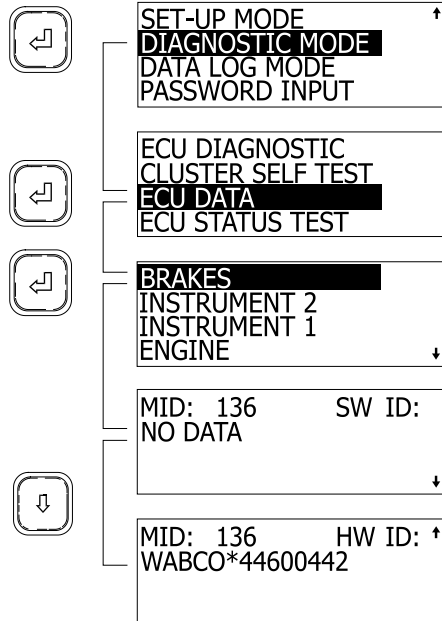 SET-UP MODE
DIAGNOSTIC MODE
DATA LOG MODE
PASSWORD INPUT
ECU DIAGNOSTIC
CLUSTER SELF TEST
ECU DATA
ECU STATUS TEST
BRAKES
INSTRUMENT 2
INSTRUMENT 1
ENGINE
MID: 136 SW ID:
NO DATA
MID: 136 HW ID:
WABCO*44600442